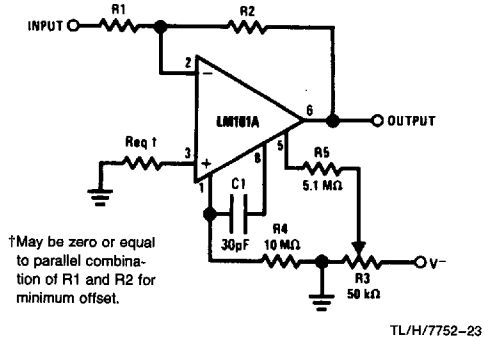 R1
R2
INPUT
2
−
LM101A
6
OUTPUT
Req †
3
+
5
R5
5.1 MΩ
1
8
C1
30pF
R4
10 MΩ
V−
R3
50 kΩ
†May be zero or equal
to parallel combina-
tion of R1 and R2 for
minimum offset.
TL/H/7752–23